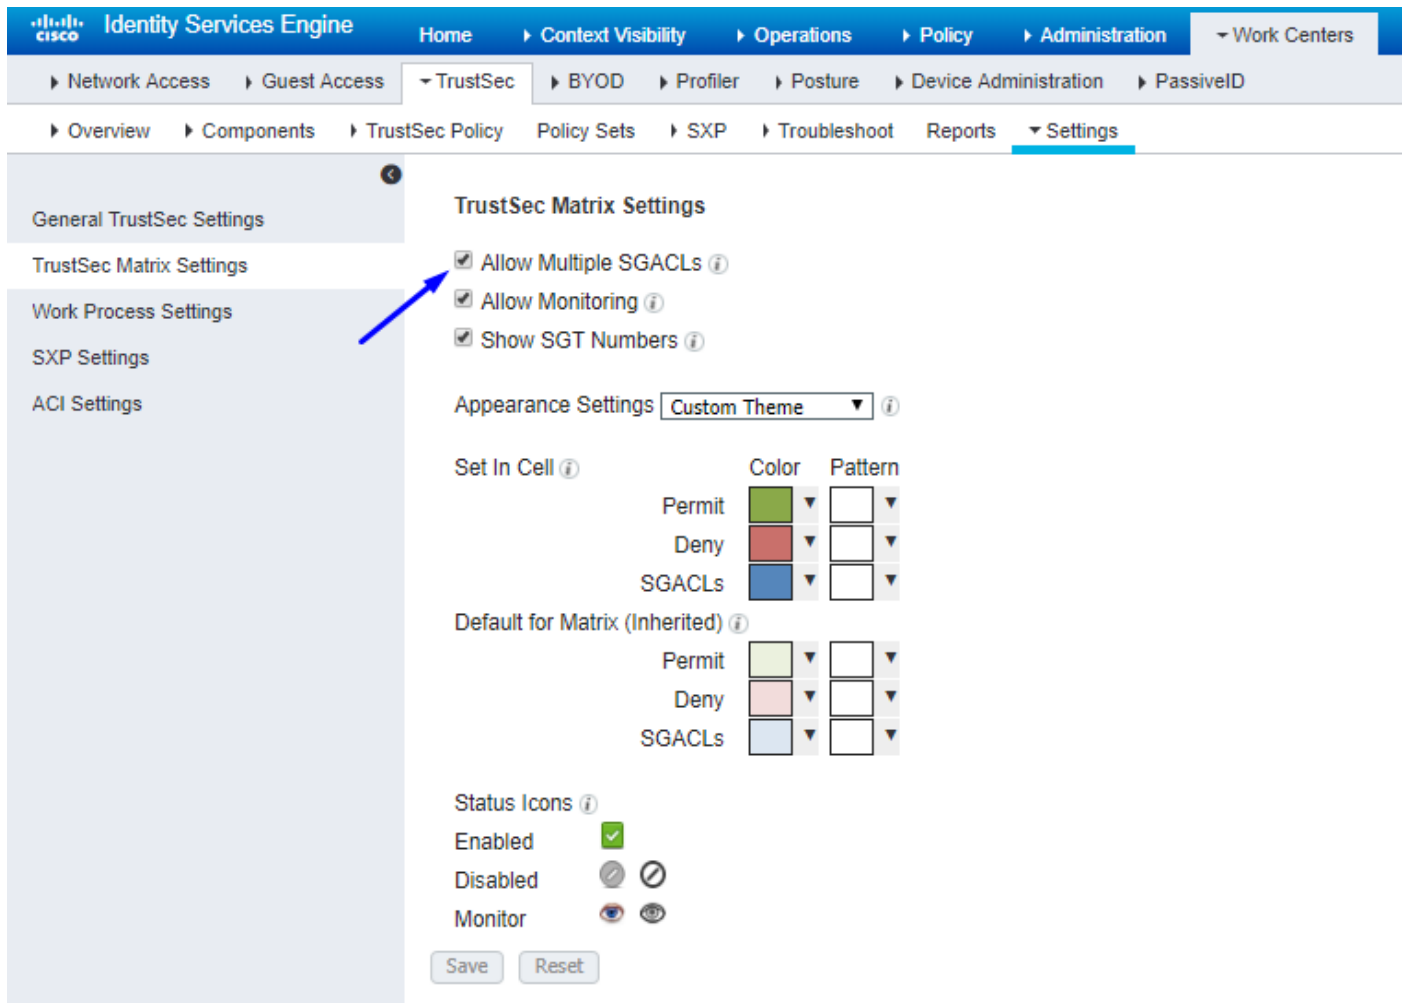 cisco Identity Services Engine Home Context Visibility Operations Policy Administration Work Centers
Network Access Guest Access TrustSec BYOD Profiler Posture Device Administration PassiveID
Overview Components TrustSec Policy Policy Sets SXP Troubleshoot Reports Settings
General TrustSec Settings
TrustSec Matrix Settings
Work Process Settings
SXP Settings
ACI Settings
TrustSec Matrix Settings
Allow Multiple SGACLs
Allow Monitoring
Show SGT Numbers
Appearance Settings Custom Theme
Set In Cell Color Pattern
Permit
Deny
SGACLs
Default for Matrix (Inherited)
Permit
Deny
SGACLs
Status Icons
Enabled
Disabled
Monitor
Save Reset